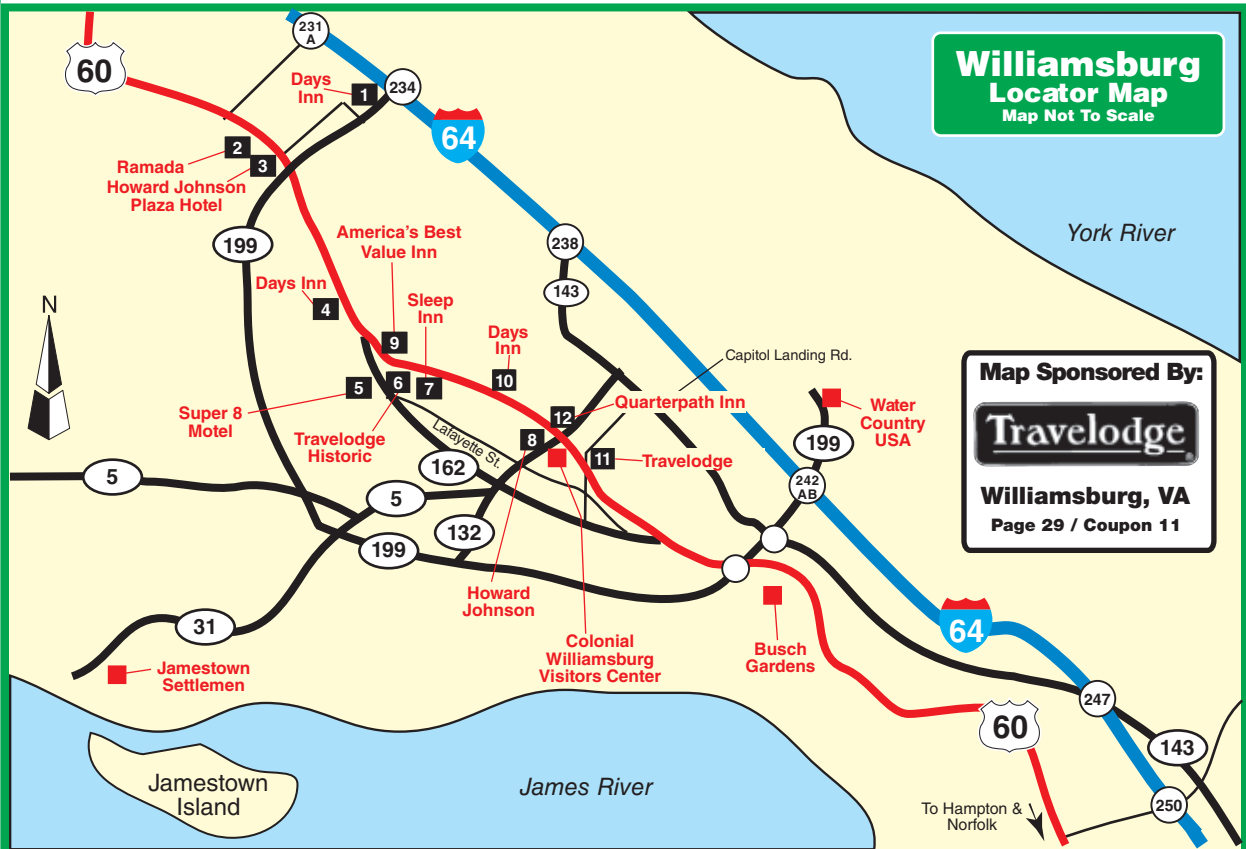 Williamsburg
Locator Map
Map Not To Scale
60
231
A
Days
Inn
1
234
64
2
Ramada
3
Howard Johnson
Plaza Hotel
199
York River
238
143
America's Best
Value Inn
Days Inn
4
Sleep
Inn
N
9
Days
Inn
10
5
6
7
Capitol Landing Rd.
Super 8
Motel
Travelodge
Historic
Lafayette St.
12
Quarterpath Inn
8
11
Travelodge
Water
Country
USA
199
Map Sponsored By:
Travelodge®
Williamsburg, VA
Page 29 / Coupon 11
5
162
5
242
AB
132
199
Howard
Johnson
31
Colonial
Williamsburg
Visitors Center
Busch
Gardens
64
Jamestown
Settlemen
247
60
143
Jamestown
Island
James River
To Hampton &
Norfolk
250